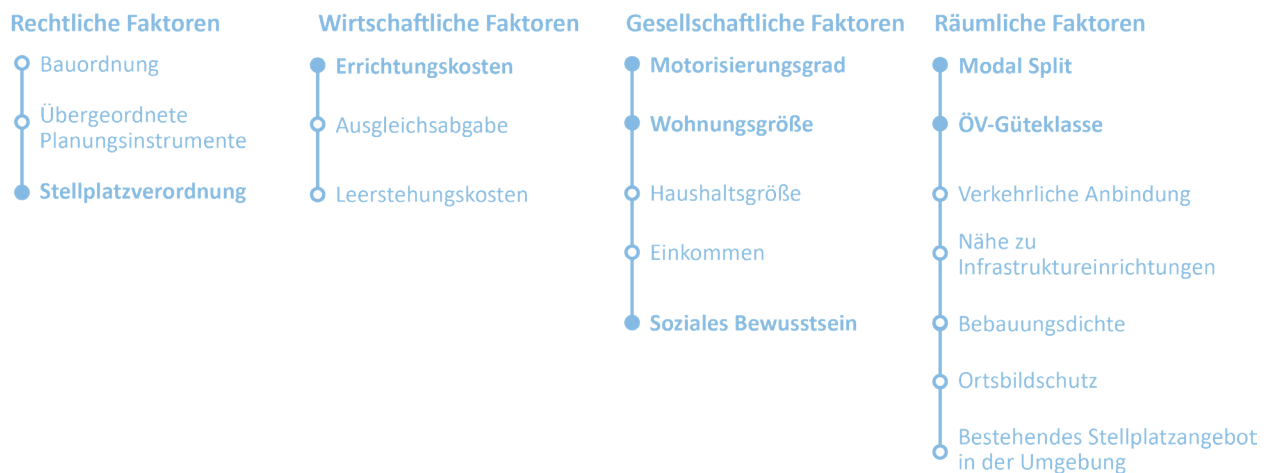 Rechtliche Faktoren
Bauordnung
Übergeordnete
Planungsinstrumente
Stellplatzverordnung
Wirtschaftliche Faktoren
Errichtungskosten
Ausgleichsabgabe
Leerstehungskosten
Gesellschaftliche Faktoren
Motorisierungsgrad
Wohnungsgröße
Haushaltsgröße
Einkommen
Soziales Bewusstsein
Räumliche Faktoren
Modal Split
ÖV-Güteklasse
Verkehrliche Anbindung
Nähe zu
Infrastruktureinrichtungen
Bebauungsdichte
Ortsbildschutz
Bestehendes Stellplatzangebot
in der Umgebung